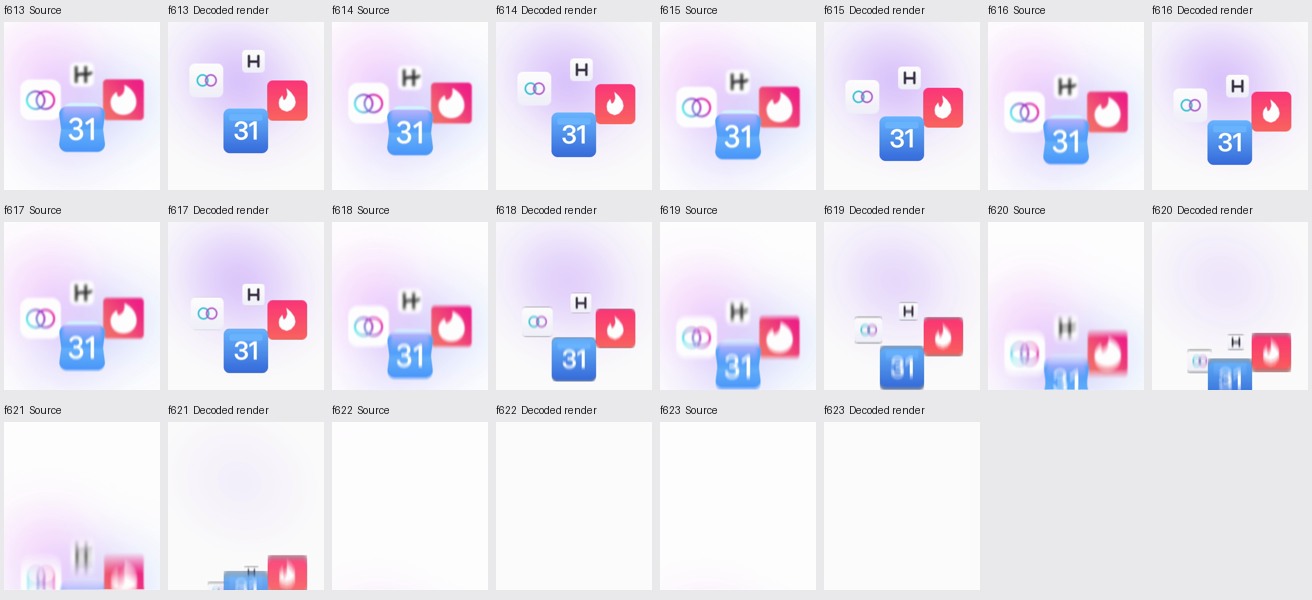 f613 Source f613 Decoded render f614 Source f614 Decoded render f615 Source f615 Decoded render f616 Source f616 Decoded render
H H H H H H H H
31 31 31 31 31 31 31 31
f617 Source f617 Decoded render f618 Source f618 Decoded render f619 Source f619 Decoded render f620 Source f620 Decoded render
H H H H H H H H
31 31 31 31 31 31 31 31
f621 Source f621 Decoded render f622 Source f622 Decoded render f623 Source f623 Decoded render
H
31